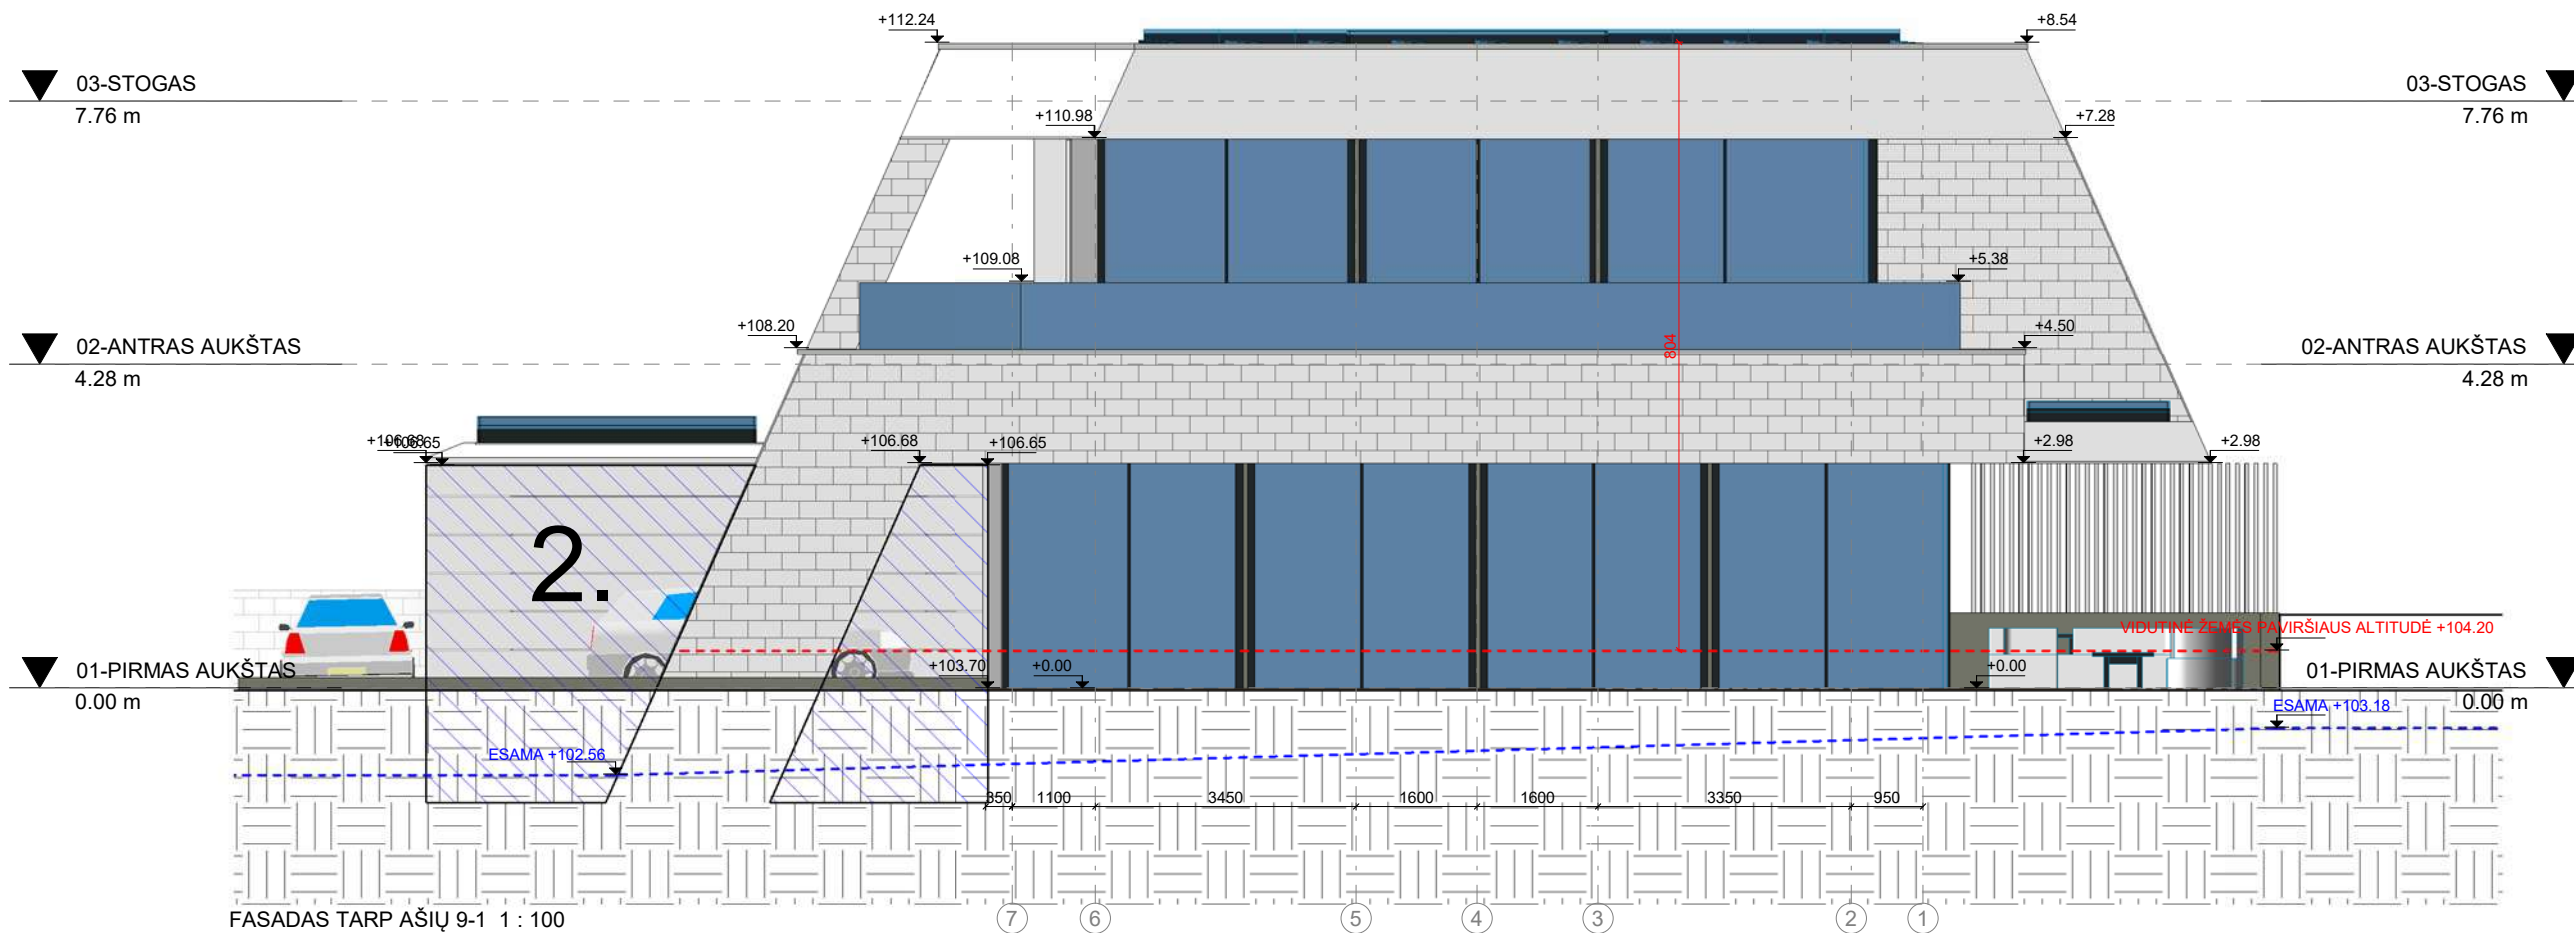 +112.24
+8.54
03-STOGAS
03-STOGAS
7.76 m
7.76 m
+110.98
+7.28
+109.08
+5.38
+108.20
+4.50
804
02-ANTRAS AUKŠTAS
02-ANTRAS AUKŠTAS
4.28 m
4.28 m
+106.68
+106.65
+106.68
+106.65
+2.98
+2.98
2.
VIDUTINĖ ŽEMĖS PAVIRŠIAUS ALTITUDĖ +104.20
01-PIRMAS AUKŠTAS
+103.70
+0.00
+0.00
01-PIRMAS AUKŠTAS
0.00 m
0.00 m
ESAMA +103.18
ESAMA +102.56
350 1100 3450 1600 1600 3350 950
FASADAS TARP AŠIŲ 9-1 1 : 100
7 6 5 4 3 2 1